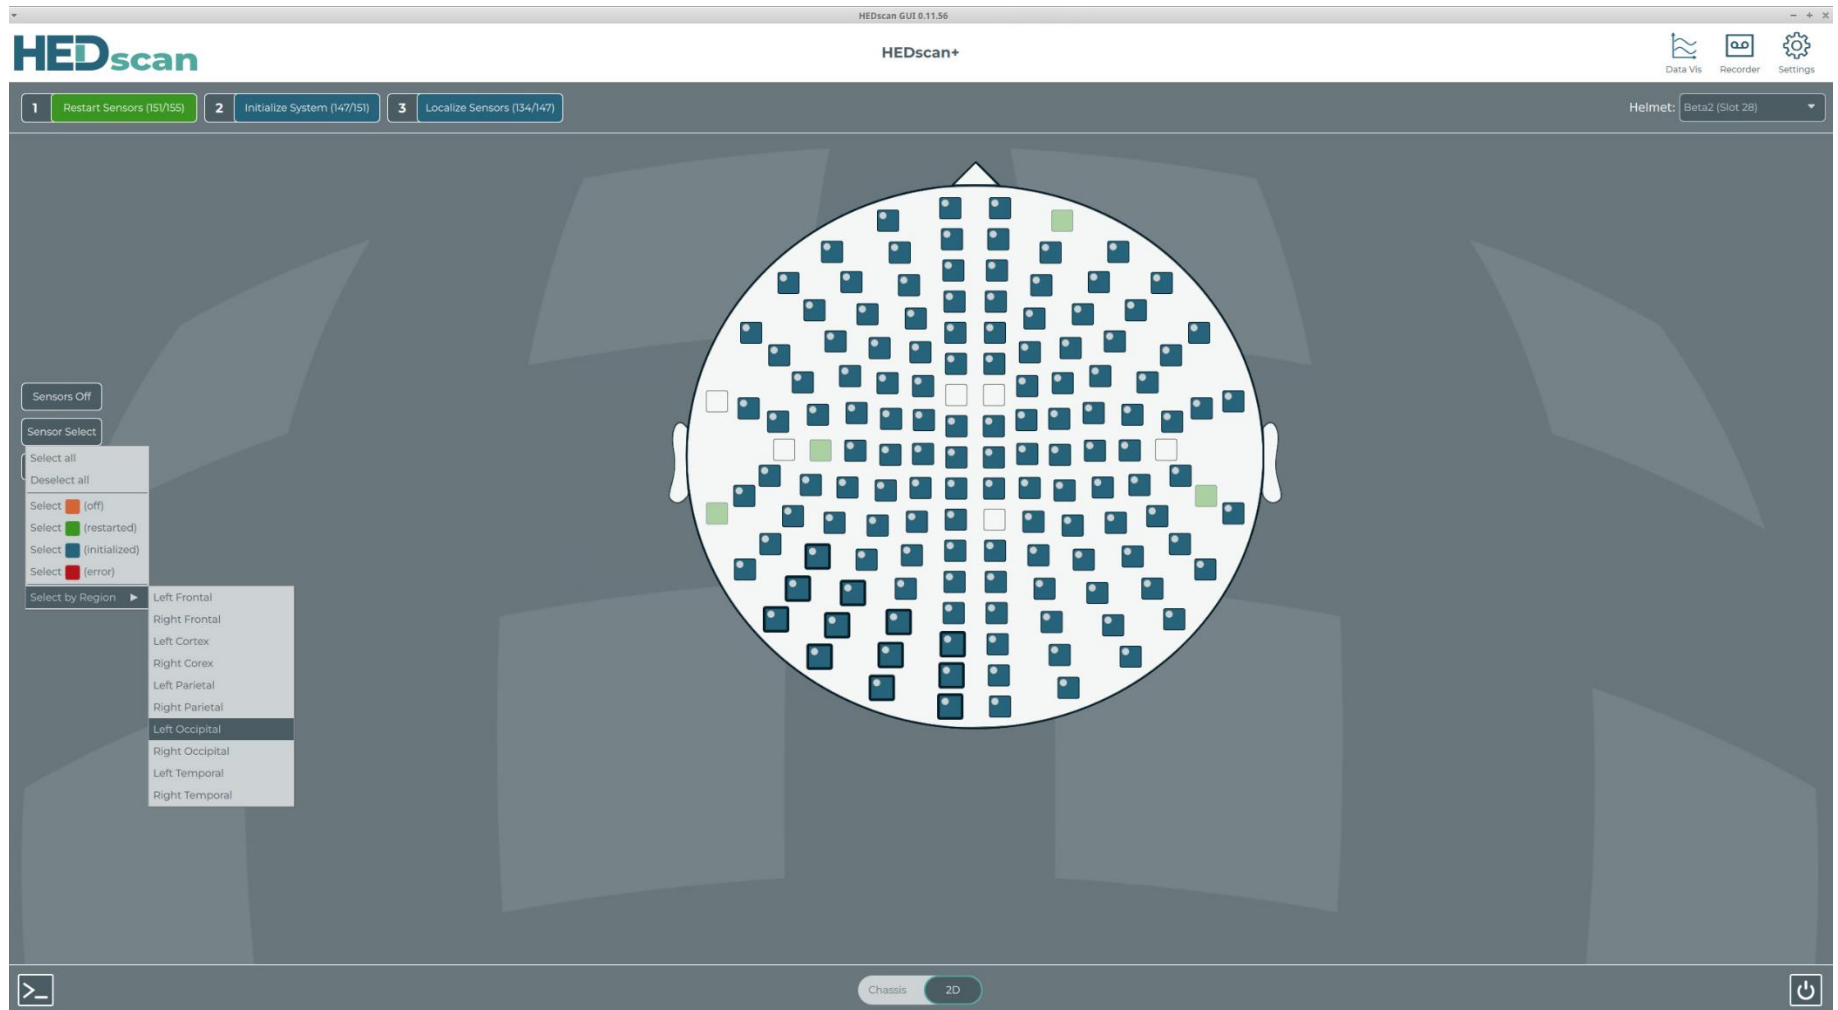 HEDscan GUI 0.11.56
HEDscan
HEDscan+
Data Vis
Recorder
Settings
1 Restart Sensors (151/155)
2 Initialize System (147/151)
3 Localize Sensors (134/147)
Helmet: Beta2 (Slot 28)
Sensors Off
Sensor Select
Select all
Deselect all
Select (off)
Select (restarted)
Select (initialized)
Select (error)
Select by Region
Left Frontal
Right Frontal
Left Cortex
Right Corex
Left Parietal
Right Parietal
Left Occipital
Right Occipital
Left Temporal
Right Temporal
Chassis
2D